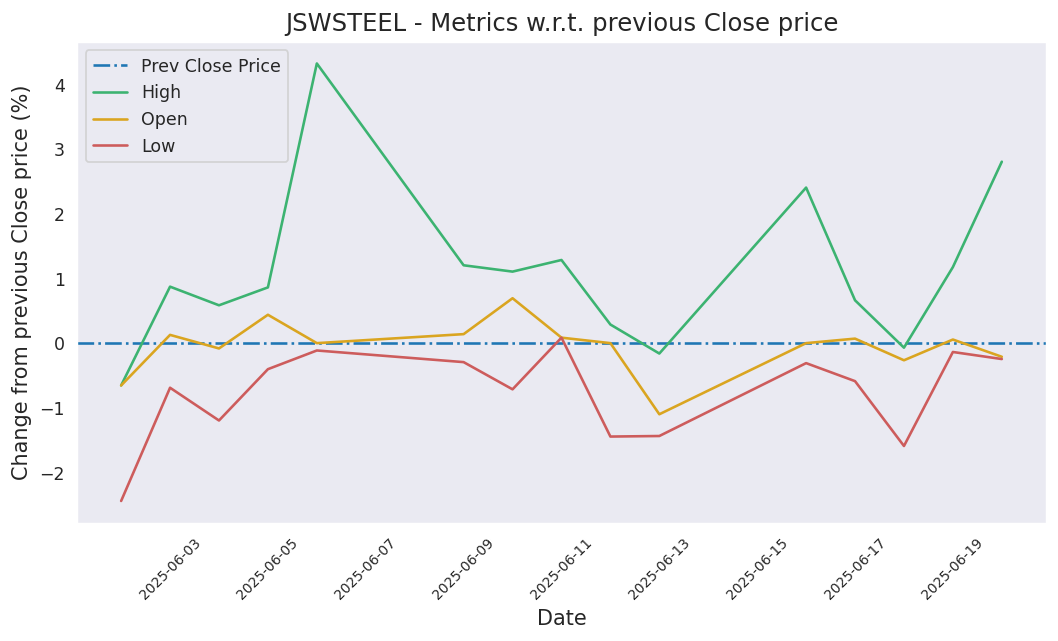 JSWSTEEL - Metrics w.r.t. previous Close price
Prev Close Price
High
Open
Low
Change from previous Close price (%)
4
3
2
1
0
−1
−2
2025-06-03
2025-06-05
2025-06-07
2025-06-09
2025-06-11
2025-06-13
2025-06-15
2025-06-17
2025-06-19
Date